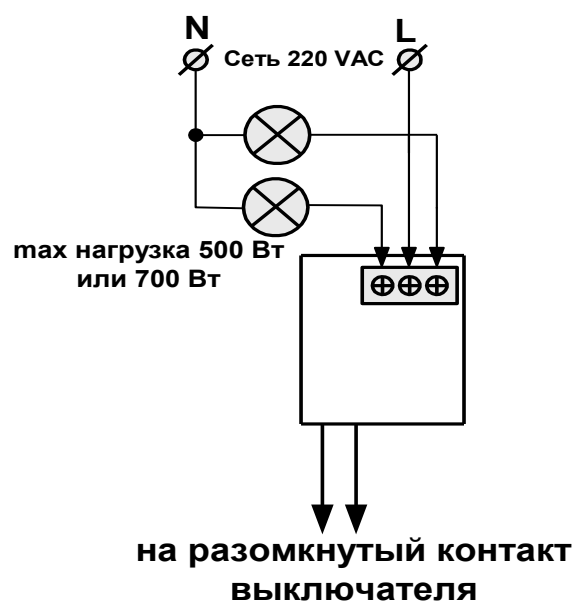 N
Сеть 220 VAC
L
max нагрузка 500 Вт
или 700 Вт
на разомкнутый контакт
выключателя